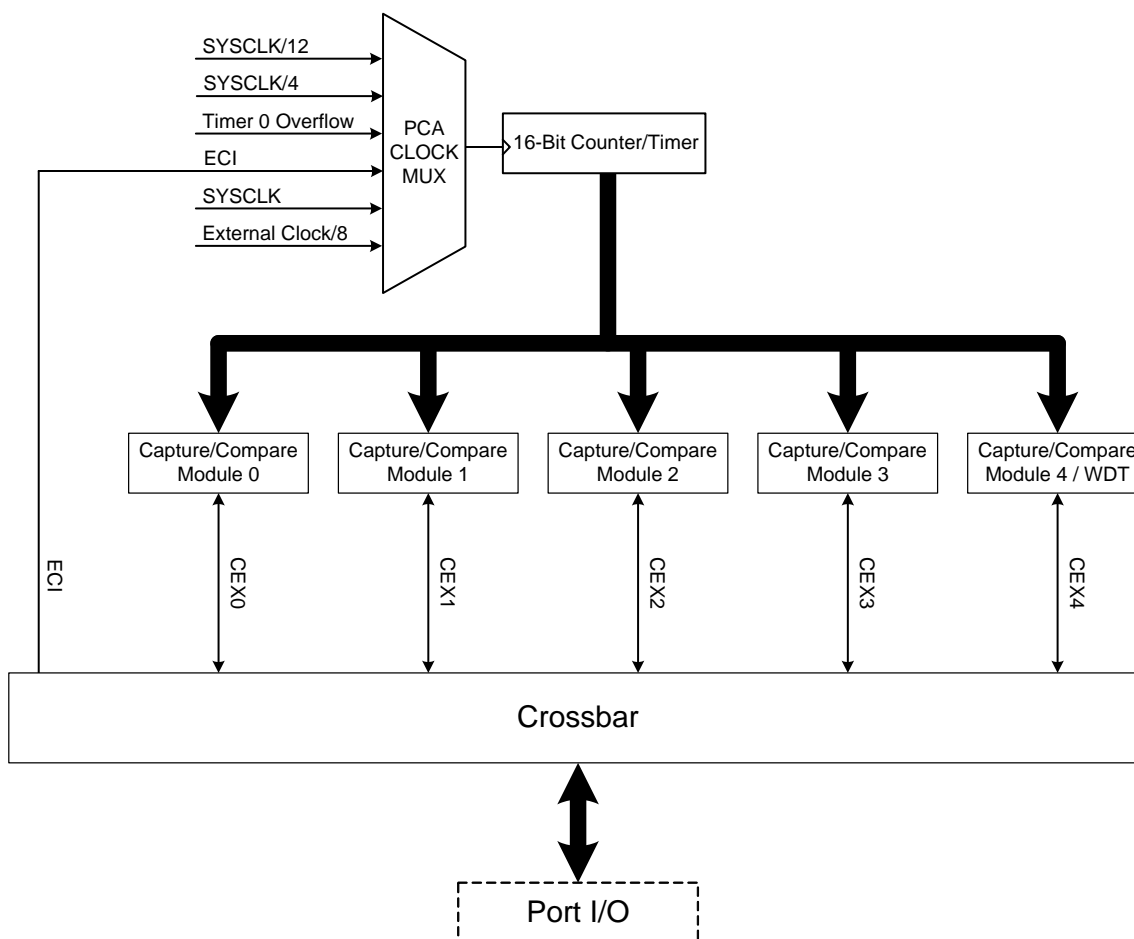 SYSCLK/12
SYSCLK/4
Timer 0 Overflow
ECI
SYSCLK
External Clock/8
PCA
CLOCK
MUX
16-Bit Counter/Timer
Capture/Compare
Module 0
Capture/Compare
Module 1
Capture/Compare
Module 2
Capture/Compare
Module 3
Capture/Compare
Module 4 / WDT
ECI
CEX0
CEX1
CEX2
CEX3
CEX4
Crossbar
Port I/O